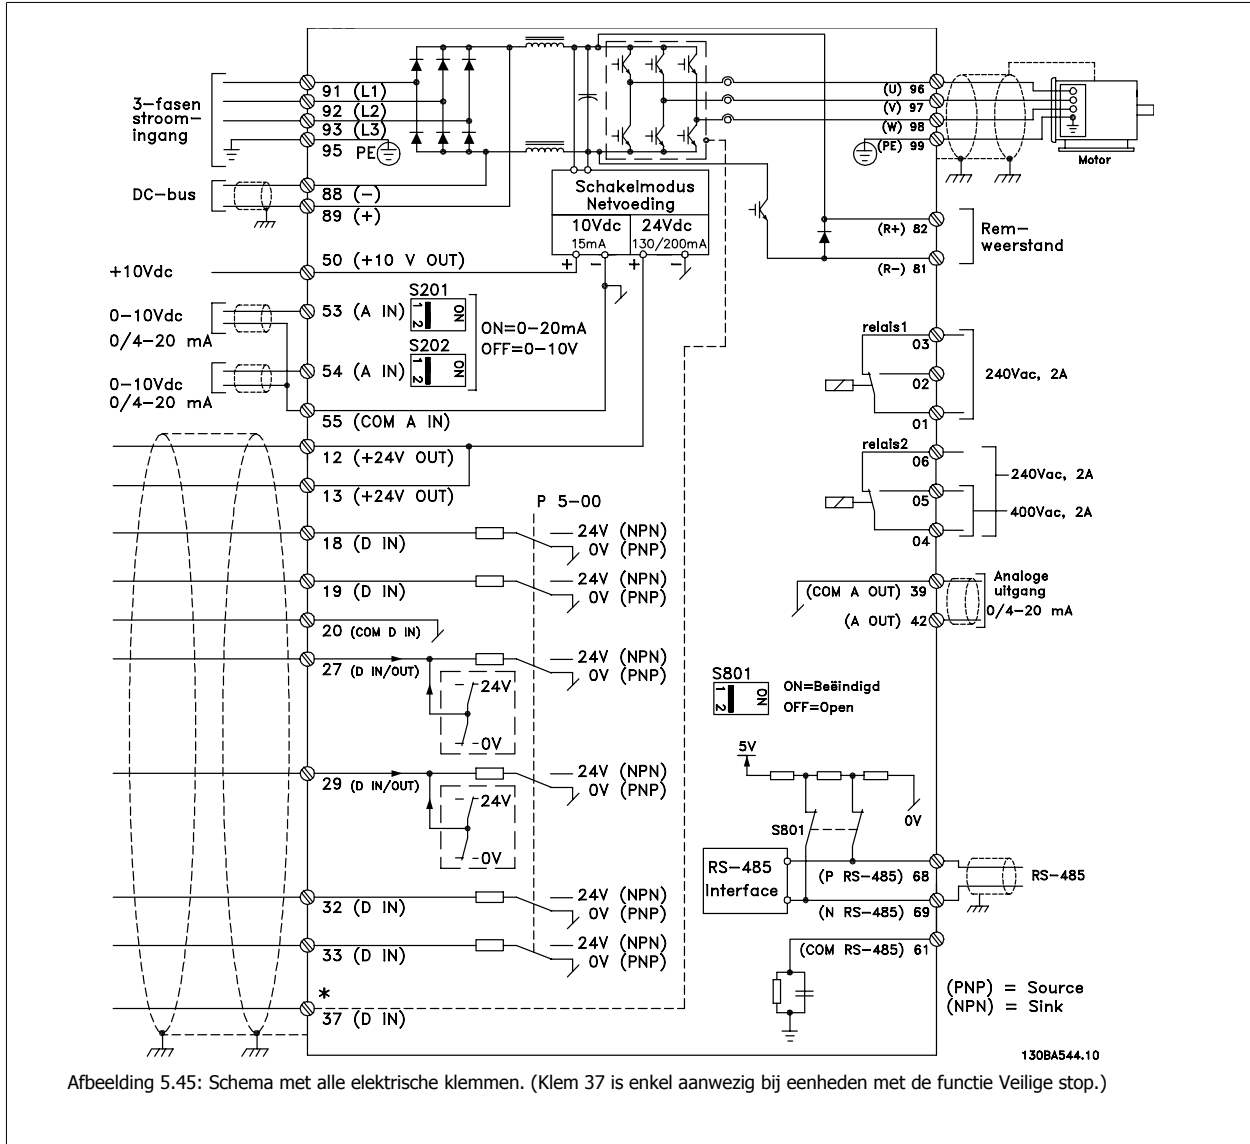 3-fasen
stroom-
ingang
91 (L1)
92 (L2)
93 (L3)
95 PE
DC-bus
88 (-)
89 (+)
+10Vdc
50 (+10 V OUT)
0-10Vdc
0/4-20 mA
53 (A IN)
S201
1 2
ON
ON=0-20mA
OFF=0-10V
0-10Vdc
0/4-20 mA
54 (A IN)
S202
1 2
ON
55 (COM A IN)
12 (+24V OUT)
13 (+24V OUT)
P 5-00
18 (D IN)
24V (NPN)
0V (PNP)
19 (D IN)
24V (NPN)
0V (PNP)
20 (COM D IN)
27 (D IN/OUT)
24V (NPN)
0V (PNP)
24V
0V
29 (D IN/OUT)
24V (NPN)
0V (PNP)
24V
0V
32 (D IN)
24V (NPN)
0V (PNP)
33 (D IN)
24V (NPN)
0V (PNP)
*
37 (D IN)
Schakelmodus
Netvoeding
10Vdc
15mA
24Vdc
130/200mA
+ - + -
(U) 96
(V) 97
(W) 98
(PE) 99
Motor
(R+) 82
(R-) 81
Rem-
weerstand
relais1
03
02
01
240Vac, 2A
relais2
06
05
04
240Vac, 2A
400Vac, 2A
(COM A OUT) 39
(A OUT) 42
Analoge
uitgang
0/4-20 mA
S801
1 2
ON
ON=Beëindigd
OFF=Open
5V
S801
0V
RS-485
Interface
(P RS-485) 68
(N RS-485) 69
RS-485
(COM RS-485) 61
(PNP) = Source
(NPN) = Sink
130BA544.10
Afbeelding 5.45: Schema met alle elektrische klemmen. (Klem 37 is enkel aanwezig bij eenheden met de functie Veilige stop.)